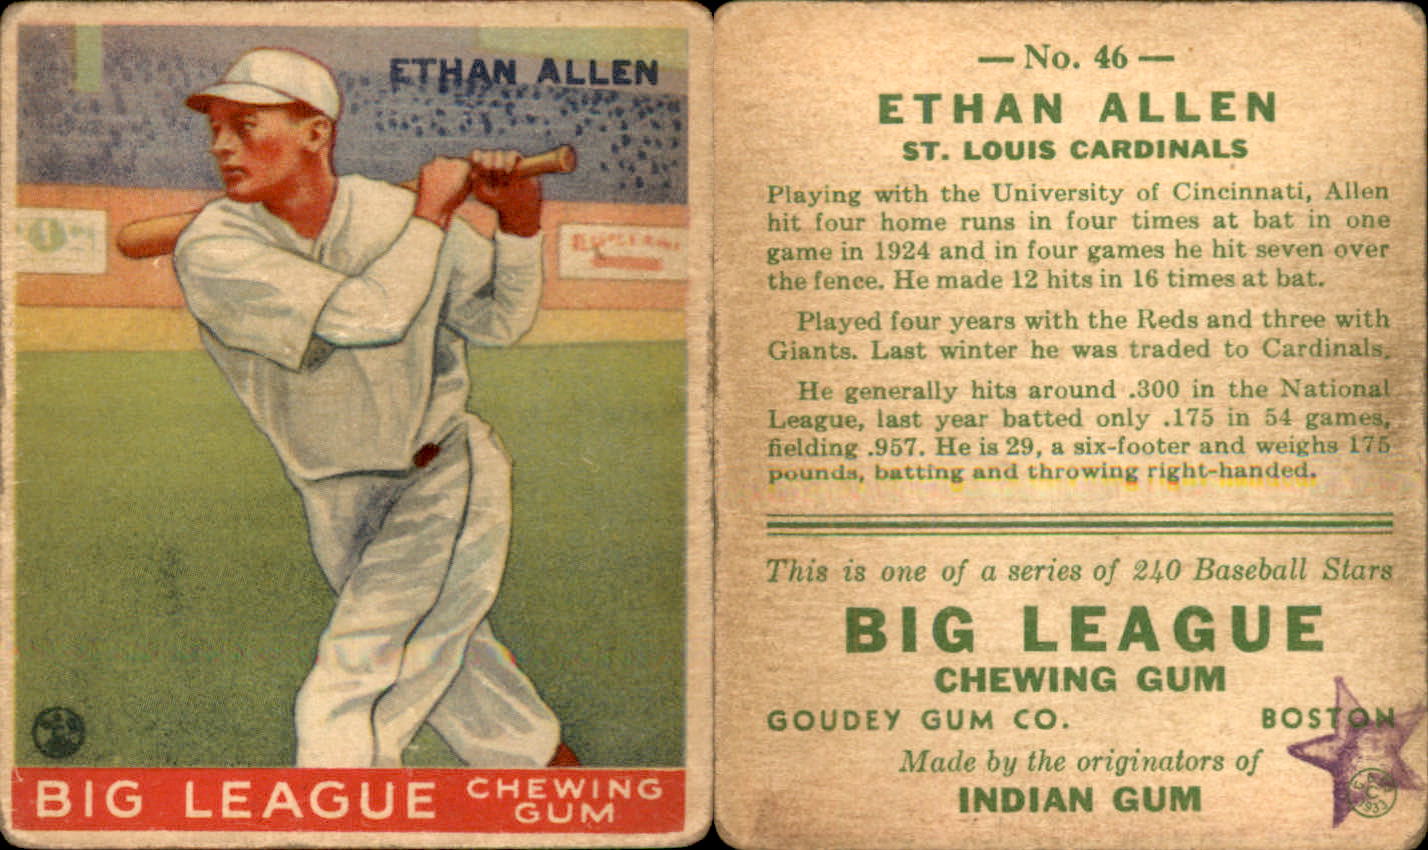 ETHAN ALLEN
BIG LEAGUE CHEWING GUM
— No. 46 —
ETHAN ALLEN
ST. LOUIS CARDINALS
Playing with the University of Cincinnati, Allen
hit four home runs in four times at bat in one
game in 1924 and in four games he hit seven over
the fence. He made 12 hits in 16 times at bat.
Played four years with the Reds and three with
Giants. Last winter he was traded to Cardinals.
He generally hits around .300 in the National
League, last year batted only .175 in 54 games,
fielding .957. He is 29, a six-footer and weighs 175
pounds, batting and throwing right-handed.
This is one of a series of 240 Baseball Stars
BIG LEAGUE
CHEWING GUM
GOUDEY GUM CO. BOSTON
Made by the originators of
INDIAN GUM
1933